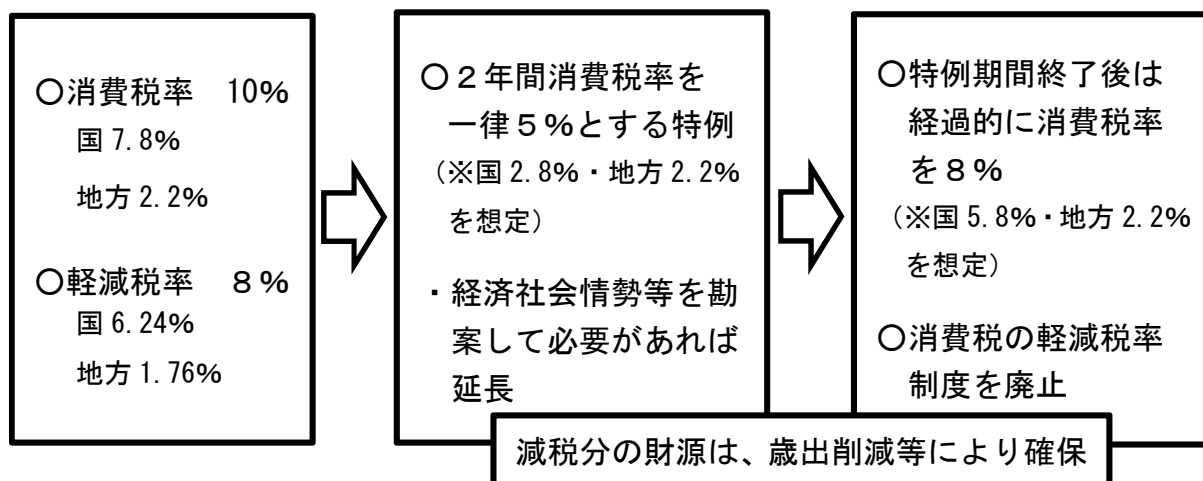 ○消費税率　10%
国 7.8%
地方 2.2%
○軽減税率　８%
国 6.24%
地方 1.76%
○２年間消費税率を
一律５%とする特例
（※国 2.8%・地方 2.2%
を想定）
・経済社会情勢等を勘
案して必要があれば
延長
○特例期間終了後は
経過的に消費税率
を８%
（※国 5.8%・地方 2.2%
を想定）
○消費税の軽減税率
制度を廃止
減税分の財源は、歳出削減等により確保